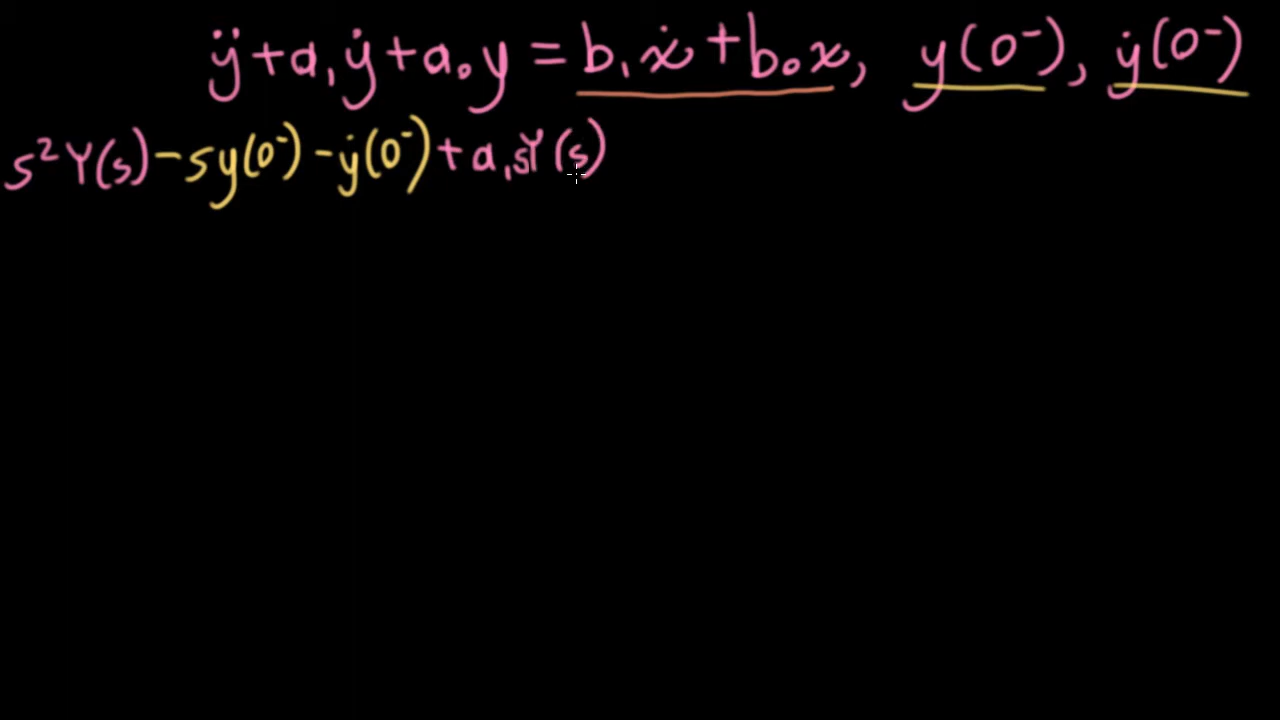 ÿ + a₁ẏ + a₀y = b₁ẋ + b₀x, y(0⁻), ẏ(0⁻)
s²Y(s) - sy(0⁻) - ẏ(0⁻) + a₁sY(s)